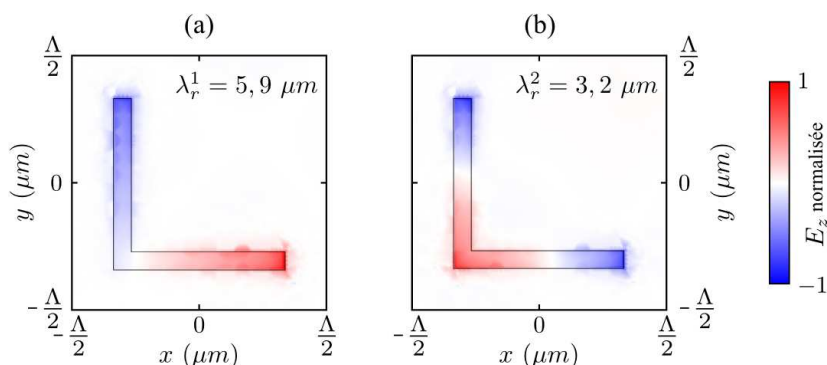 (a)
(b)
Λ/2
λ_r^1 = 5,9 μm
y (μm)
0
-Λ/2
-Λ/2
0
Λ/2
x (μm)
λ_r^2 = 3,2 μm
Λ/2
0
-Λ/2
y (μm)
-Λ/2
0
Λ/2
x (μm)
1
-1
E_z normalisée